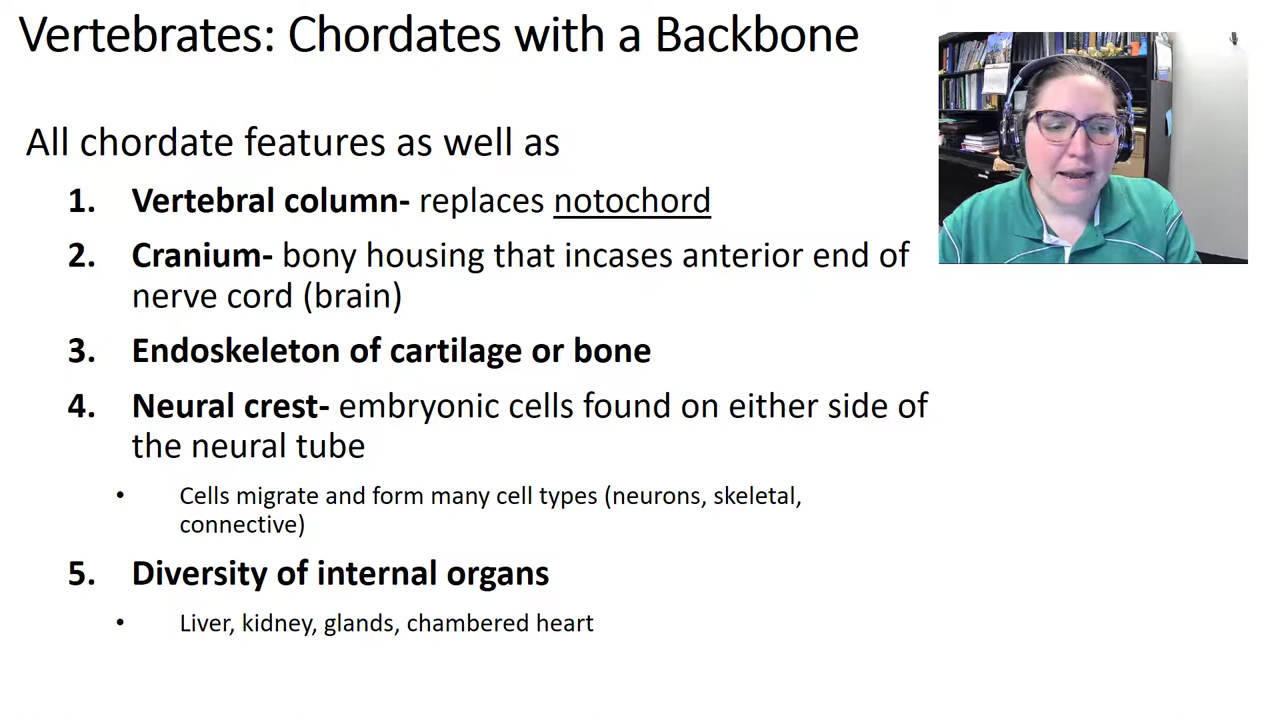 Vertebrates: Chordates with a Backbone
All chordate features as well as
1. Vertebral column- replaces notochord
2. Cranium- bony housing that incases anterior end of
nerve cord (brain)
3. Endoskeleton of cartilage or bone
4. Neural crest- embryonic cells found on either side of
the neural tube
• Cells migrate and form many cell types (neurons, skeletal,
connective)
5. Diversity of internal organs
• Liver, kidney, glands, chambered heart